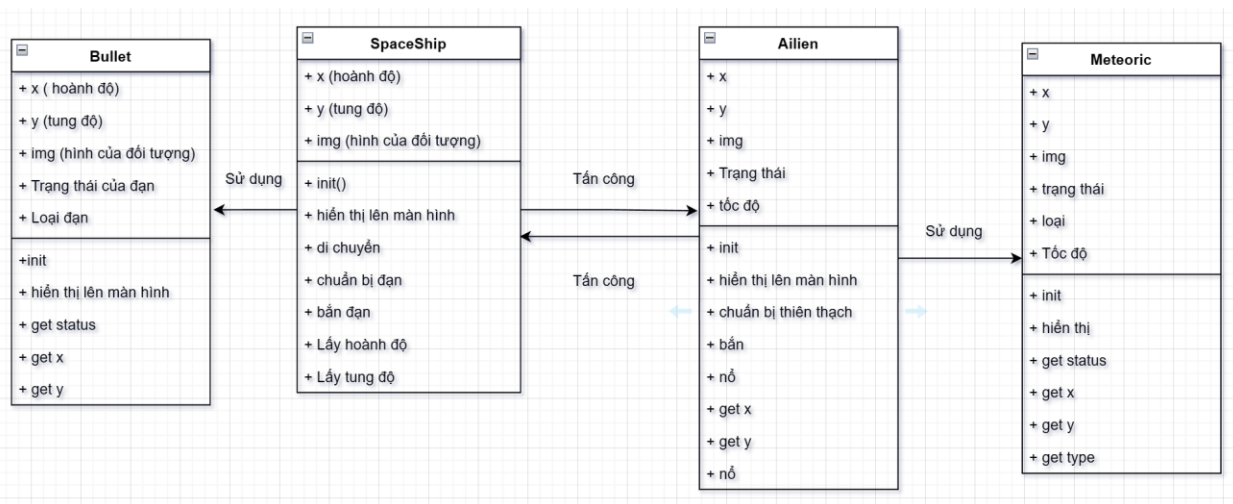 Bullet
+ x ( hoành độ)
+ y (tung độ)
+ img (hình của đối tượng)
+ Trạng thái của đạn
+ Loại đạn
+init
+ hiển thị lên màn hình
+ get status
+ get x
+ get y
Sử dụng
SpaceShip
+ x (hoành độ)
+ y (tung độ)
+ img (hình của đối tượng)
+ init()
+ hiển thị lên màn hình
+ di chuyển
+ chuẩn bị đạn
+ bắn đạn
+ Lấy hoành độ
+ Lấy tung độ
Tấn công
Tấn công
Ailien
+ x
+ y
+ img
+ Trạng thái
+ tốc độ
+ init
+ hiển thị lên màn hình
+ chuẩn bị thiên thạch
+ bắn
+ nổ
+ get x
+ get y
+ nổ
Sử dụng
Meteoric
+ x
+ y
+ img
+ trạng thái
+ loại
+ Tốc độ
+ init
+ hiển thị
+ get status
+ get x
+ get y
+ get type